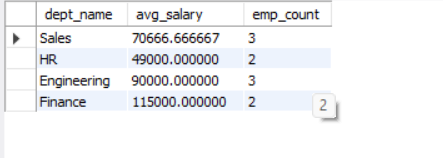 dept_name avg_salary emp_count
Sales 70666.666667 3
HR 49000.000000 2
Engineering 90000.000000 3
Finance 115000.000000 2
2